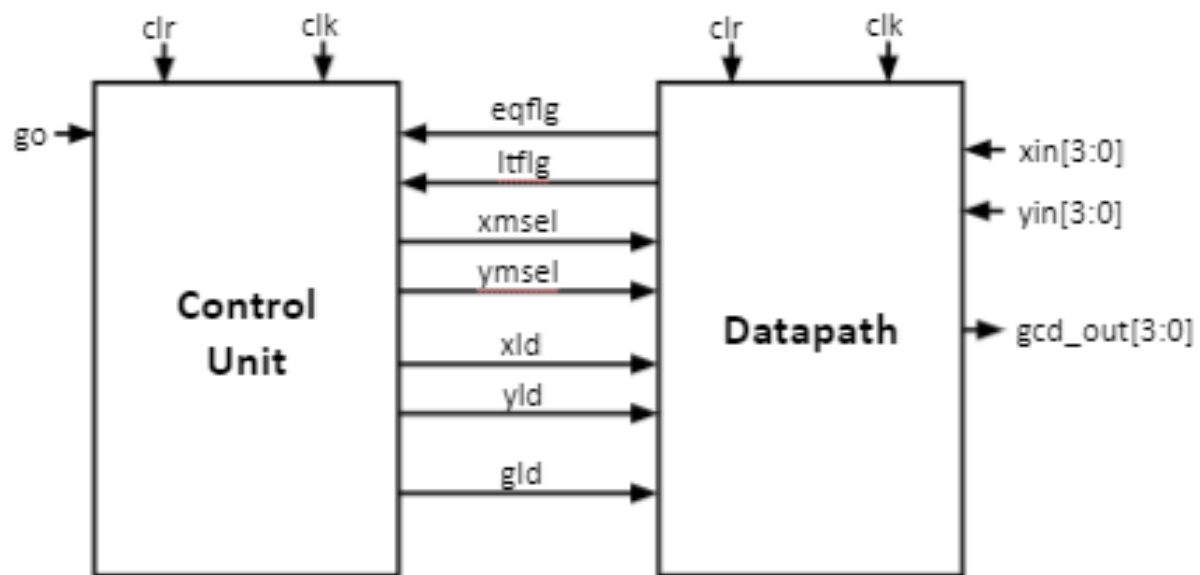 clr
clk
clr
clk
go
eqflg
ltflg
xmsel
ymsel
xld
yld
gld
Control
Unit
Datapath
xin[3:0]
yin[3:0]
gcd_out[3:0]